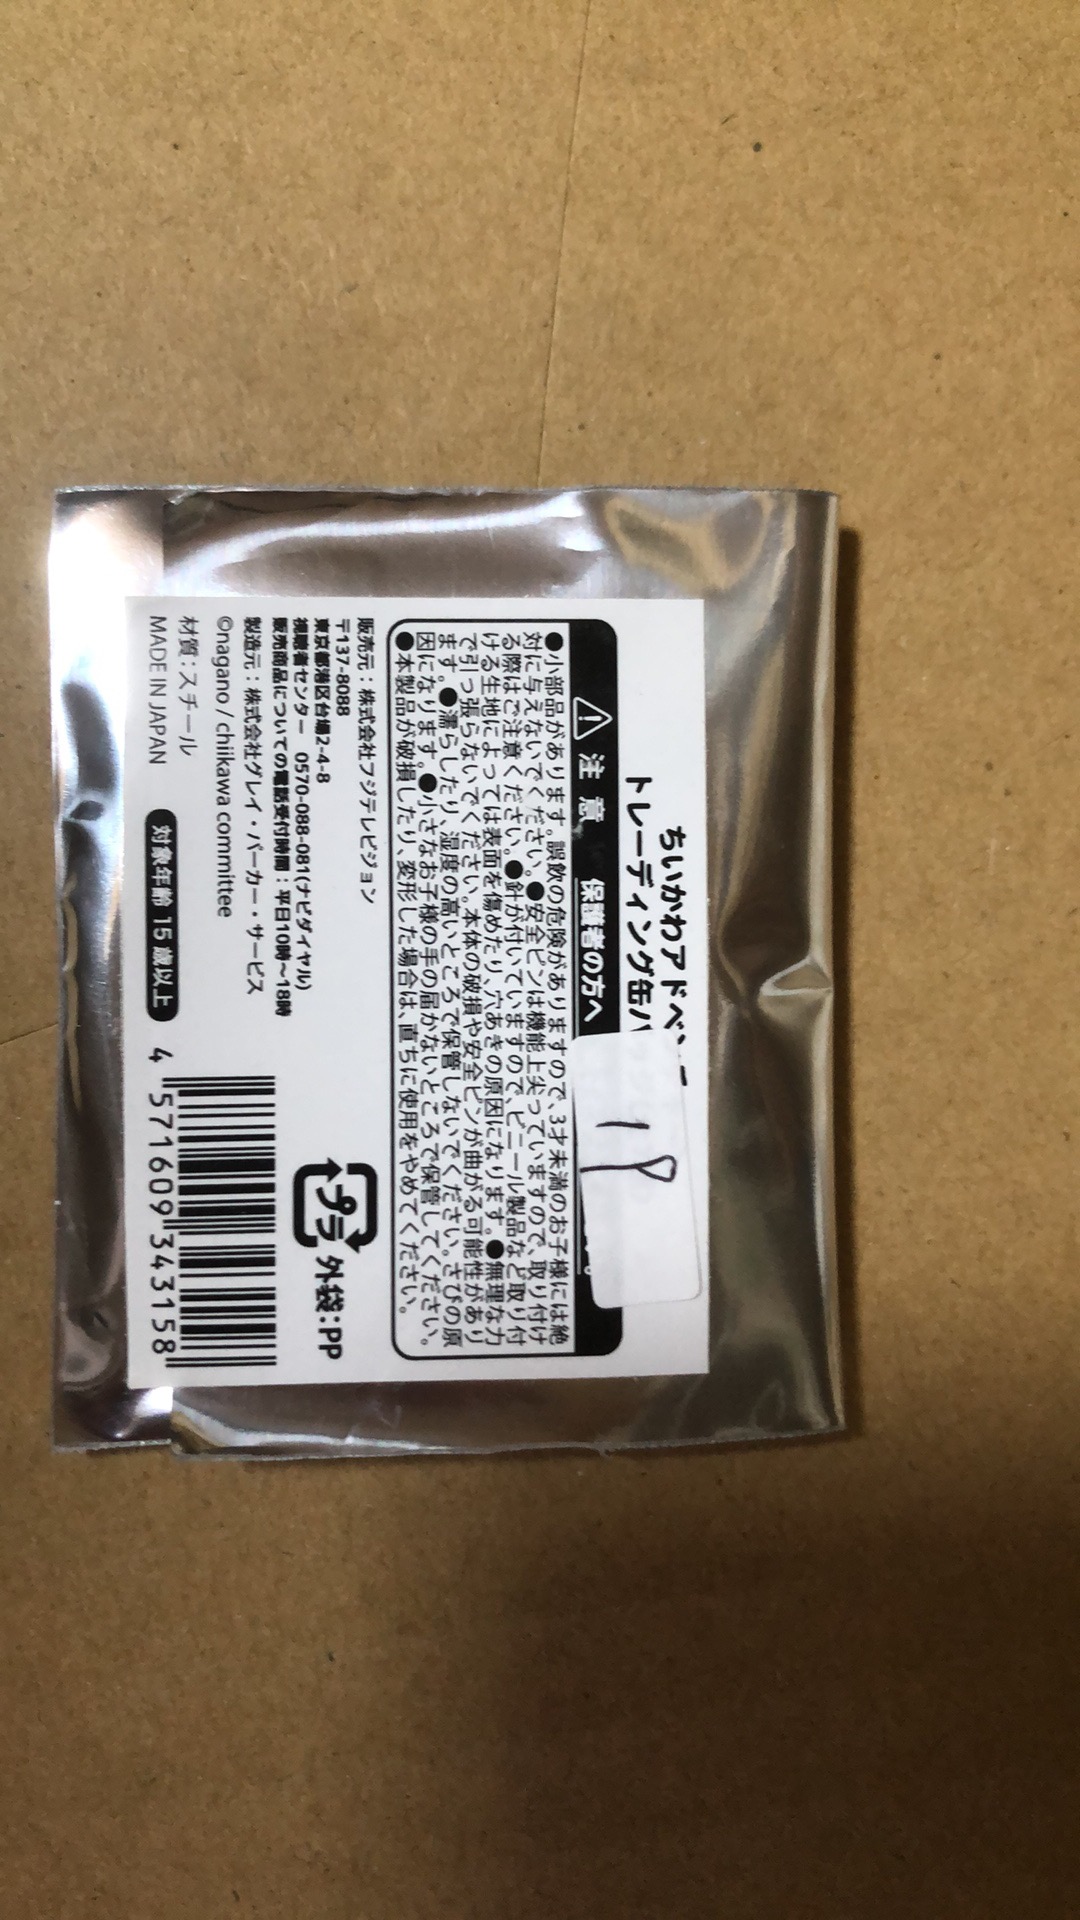 ちいかわアドベ
トレーディング缶バ
1P
注意 保護者の方へ
●小部品があります。誤飲の危険がありますので、3才未満のお子様には絶
対に与えないでください。●安全ピンは機能上尖っていますので、取り付け
る際はご注意ください。●針が付いていますので、ビニール製品など取り付
ける生地によっては表面を傷めたり、穴あきの原因になります。●無理な力
で引っ張らないでください。本体の破損や安全ピンが曲がる可能性があり
ます。●濡らしたり、湿度の高いところで保管しないでください。さびの原
因になります。●小さなお子様の手の届かないところで保管してください。
●本製品が破損したり、変形した場合は、直ちに使用をやめてください。
販売元：株式会社フジテレビジョン
〒137-8088
東京都港区台場2-4-8
視聴者センター 0570-088-081(ナビダイヤル)
販売商品についての電話受付時間：平日10時～18時
製造元：株式会社グレイ・パーカー・サービス
©nagano / chiikawa committee
材質：スチール
MADE IN JAPAN
対象年齢 15歳以上
プラ 外袋：PP
4 571609 343158